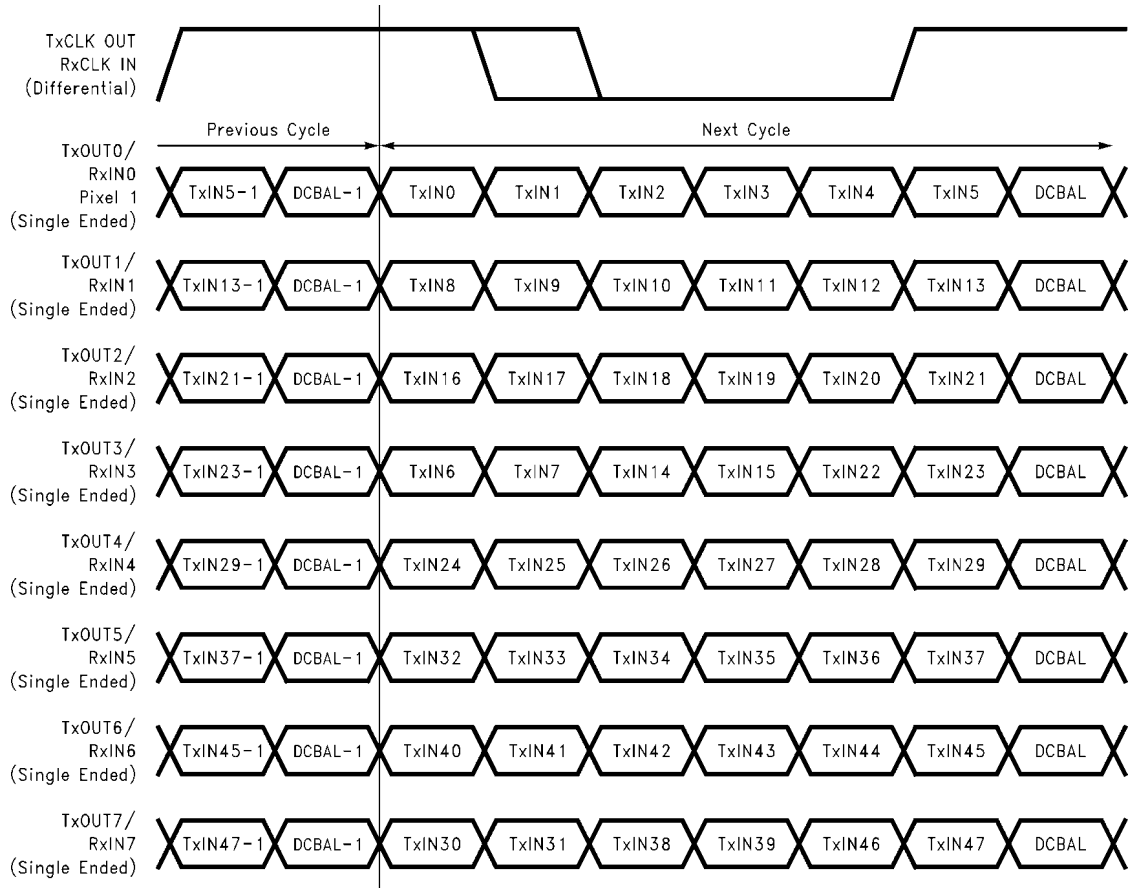 TxCLK OUT
RxCLK IN
(Differential)
Previous Cycle
Next Cycle
TxOUT0/
RxIN0
Pixel 1
(Single Ended)
TxIN5-1 DCBAL-1 TxIN0 TxIN1 TxIN2 TxIN3 TxIN4 TxIN5 DCBAL
TxOUT1/
RxIN1
(Single Ended)
TxIN13-1 DCBAL-1 TxIN8 TxIN9 TxIN10 TxIN11 TxIN12 TxIN13 DCBAL
TxOUT2/
RxIN2
(Single Ended)
TxIN21-1 DCBAL-1 TxIN16 TxIN17 TxIN18 TxIN19 TxIN20 TxIN21 DCBAL
TxOUT3/
RxIN3
(Single Ended)
TxIN23-1 DCBAL-1 TxIN6 TxIN7 TxIN14 TxIN15 TxIN22 TxIN23 DCBAL
TxOUT4/
RxIN4
(Single Ended)
TxIN29-1 DCBAL-1 TxIN24 TxIN25 TxIN26 TxIN27 TxIN28 TxIN29 DCBAL
TxOUT5/
RxIN5
(Single Ended)
TxIN37-1 DCBAL-1 TxIN32 TxIN33 TxIN34 TxIN35 TxIN36 TxIN37 DCBAL
TxOUT6/
RxIN6
(Single Ended)
TxIN45-1 DCBAL-1 TxIN40 TxIN41 TxIN42 TxIN43 TxIN44 TxIN45 DCBAL
TxOUT7/
RxIN7
(Single Ended)
TxIN47-1 DCBAL-1 TxIN30 TxIN31 TxIN38 TxIN39 TxIN46 TxIN47 DCBAL